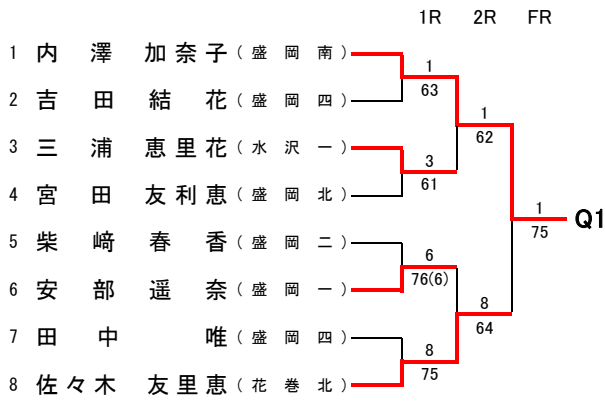 1R 2R FR
1 内澤 加奈子 (盛岡南)
1
63
2 吉田結花 (盛岡四)
1
62
3 三浦 恵里花 (水沢一)
3
61
4 宮田友利恵 (盛岡北)
1
75
Q1
5 柴﨑春香 (盛岡二)
6
76(6)
6 安部遥奈 (盛岡一)
8
64
7 田中 唯 (盛岡四)
8
75
8 佐々木 友里恵 (花巻北)